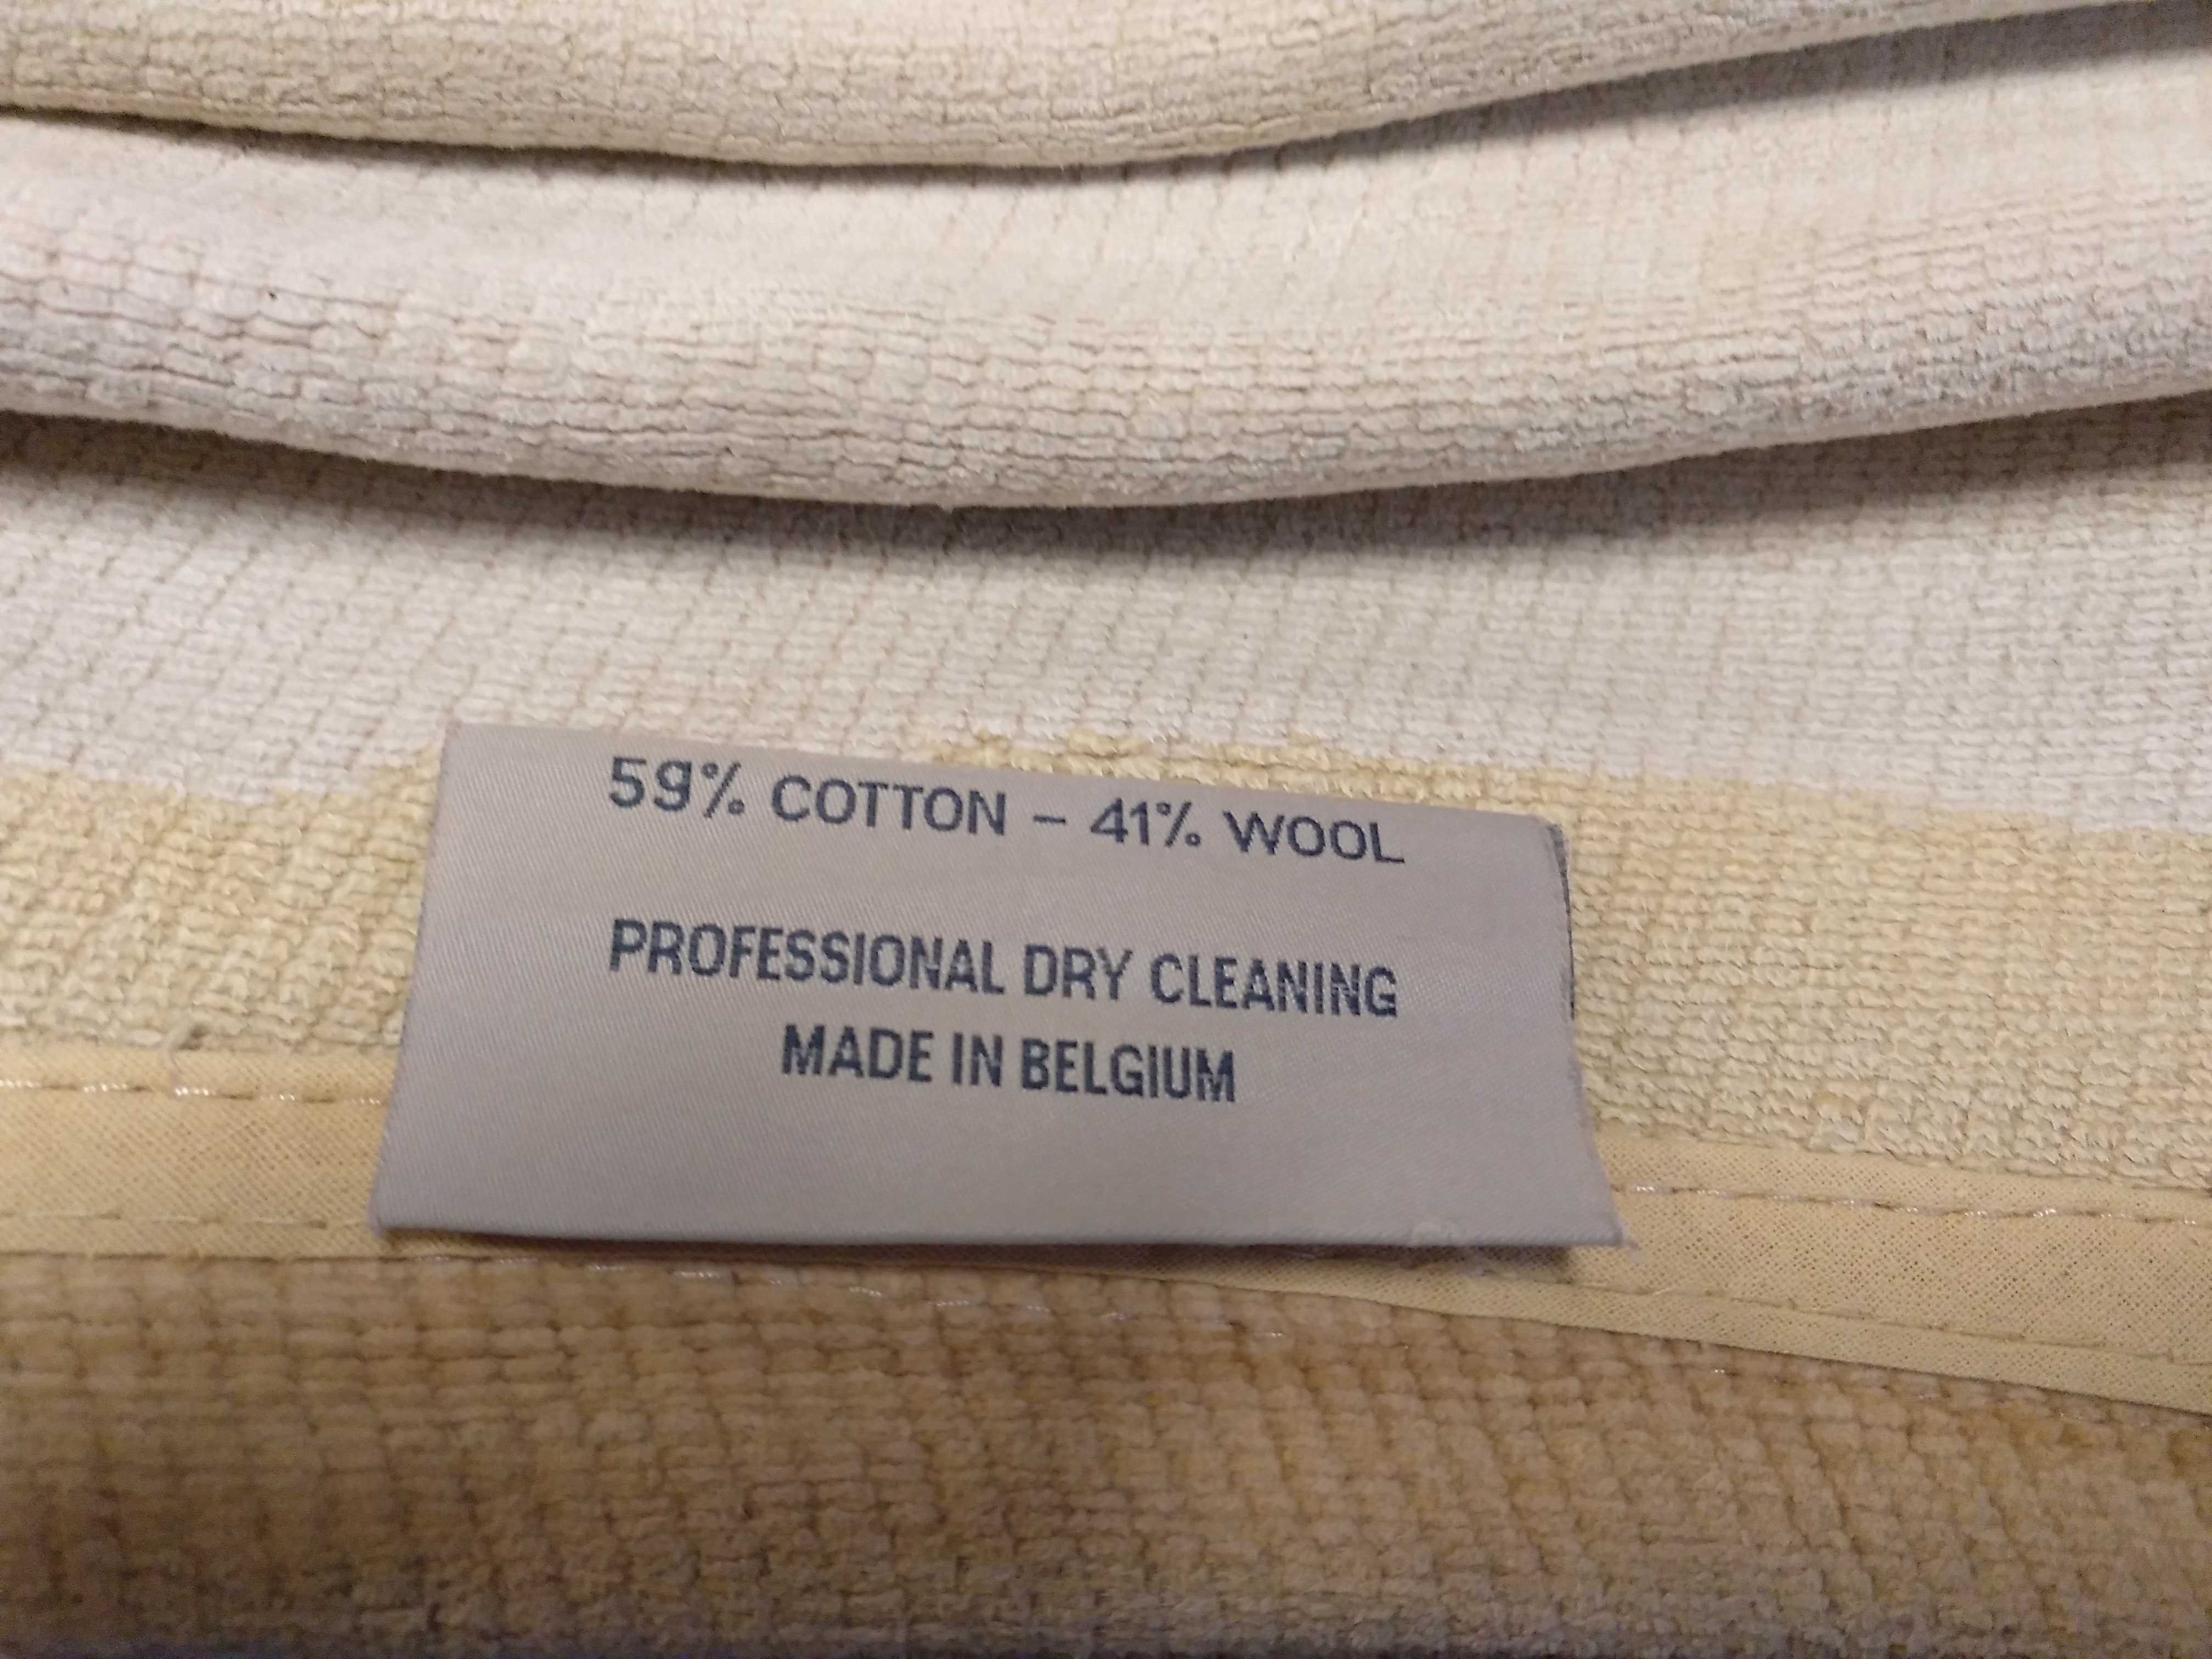 59% COTTON – 41% WOOL
PROFESSIONAL DRY CLEANING
MADE IN BELGIUM